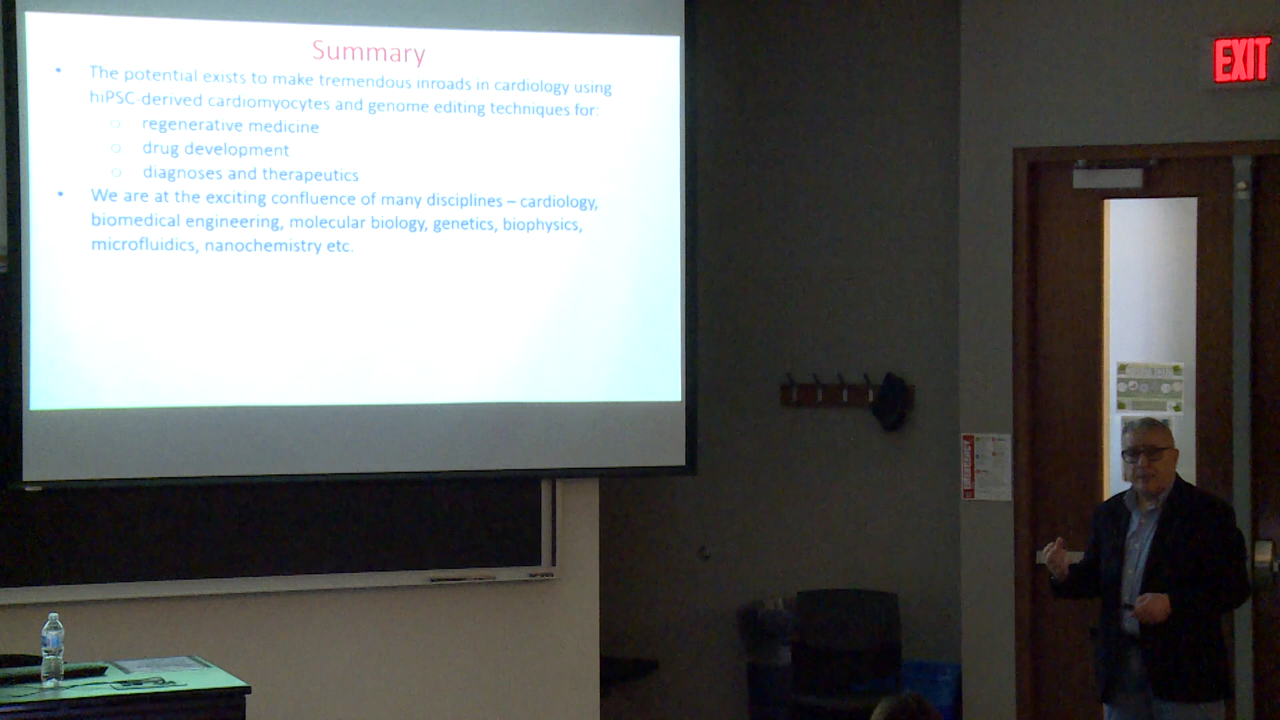 Summary
• The potential exists to make tremendous inroads in cardiology using
hiPSC-derived cardiomyocytes and genome editing techniques for:
○ regenerative medicine
○ drug development
○ diagnoses and therapeutics
• We are at the exciting confluence of many disciplines – cardiology,
biomedical engineering, molecular biology, genetics, biophysics,
microfluidics, nanochemistry etc.
EXIT
EMERGENCY